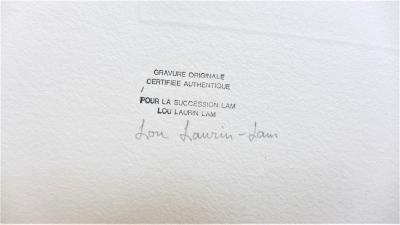 GRAVURE ORIGINALE
CERTIFIEE AUTHENTIQUE
POUR LA SUCCESSION LAM
LOU LAURIN LAM
Lou Laurin-Lam